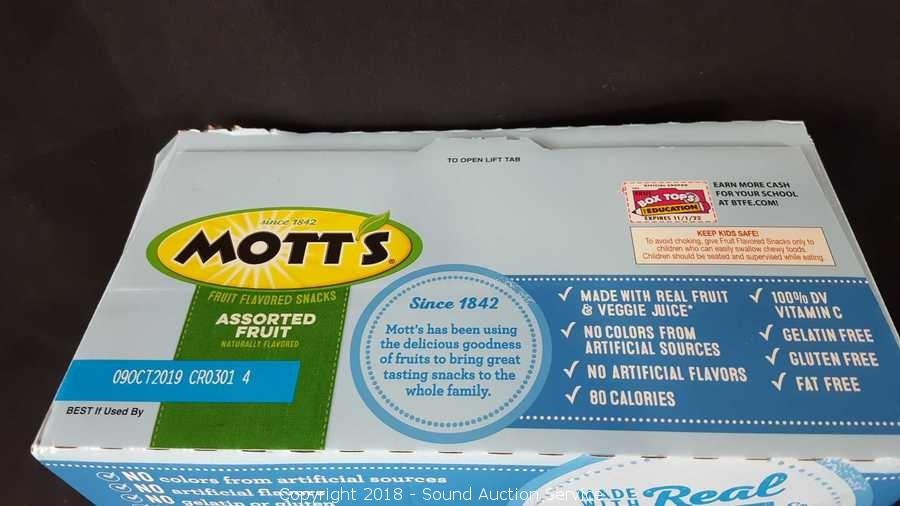 TO OPEN LIFT TAB
OFFICIAL COUPON
BOX TOPS
EDUCATION
EXPIRES 11/1/22
EARN MORE CASH
FOR YOUR SCHOOL
AT BTFE.COM!
KEEP KIDS SAFE!
To avoid choking, give Fruit Flavored Snacks only to
children who can easily swallow chewy foods.
Children should be seated and supervised while eating.
since 1842
MOTT'S
FRUIT FLAVORED SNACKS
ASSORTED
FRUIT
NATURALLY FLAVORED
09OCT2019 CR0301 4
BEST If Used By
Since 1842
Mott's has been using
the delicious goodness
of fruits to bring great
tasting snacks to the
whole family.
✓ MADE WITH REAL FRUIT
& VEGGIE JUICE*
✓ NO COLORS FROM
ARTIFICIAL SOURCES
✓ NO ARTIFICIAL FLAVORS
✓ 80 CALORIES
✓ 100% DV
VITAMIN C
✓ GELATIN FREE
✓ GLUTEN FREE
✓ FAT FREE
NO colors from artificial sources
NO artificial
NO gelatin or gluten
MADE
WITH Real
Copyright 2018 - Sound Auction Service